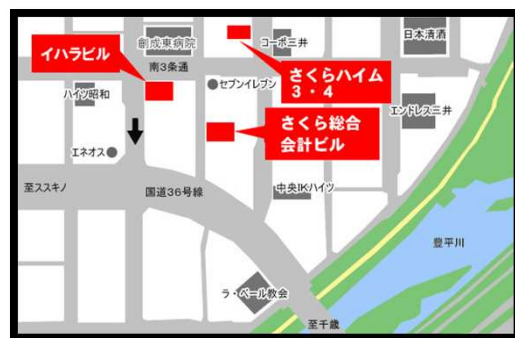 創成東病院
コーポ三井
日本清酒
イハラビル
南3条通
さくらハイム
3・4
ハイツ昭和
セブンイレブン
エンドレス三井
さくら総合
会計ビル
エネオス
至ススキノ
国道36号線
中央IKハイツ
豊平川
ラ・ベール教会
至千歳